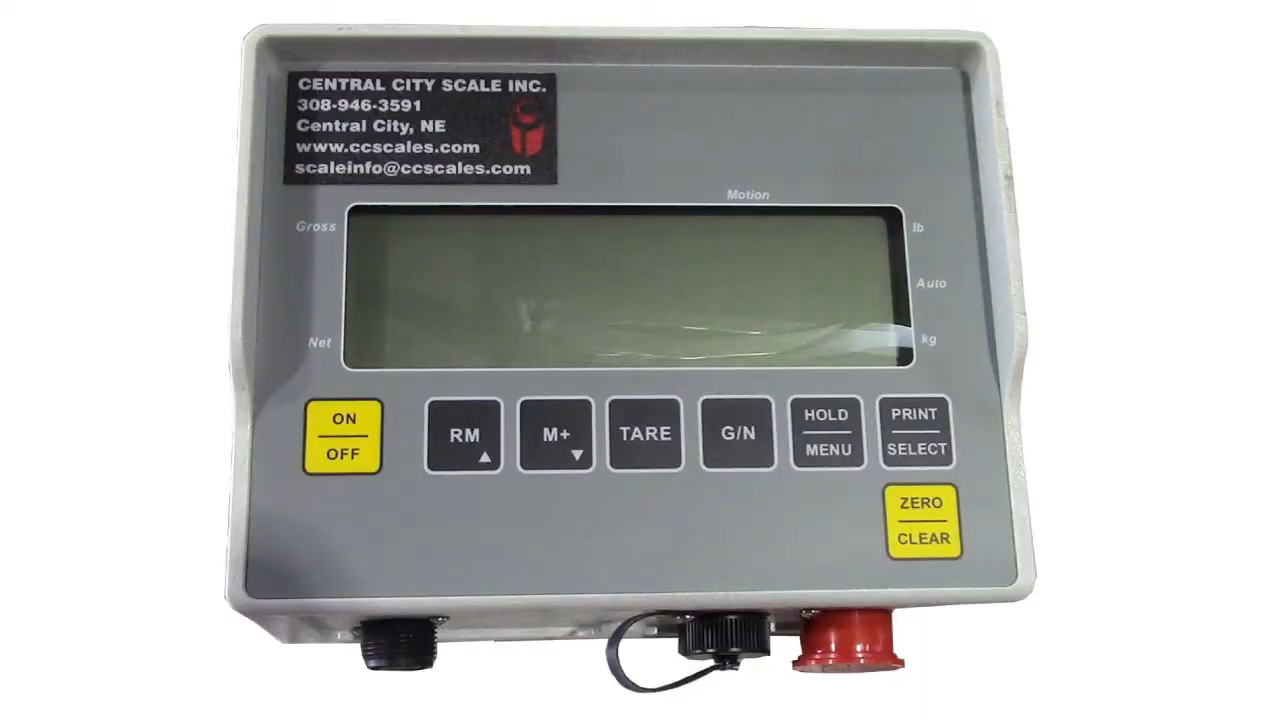 CENTRAL CITY SCALE INC.
308-946-3591
Central City, NE
www.ccscales.com
scaleinfo@ccscales.com
Motion
Gross
lb
Auto
Net
kg
ON
OFF
RM
M+
TARE
G/N
HOLD
MENU
PRINT
SELECT
ZERO
CLEAR